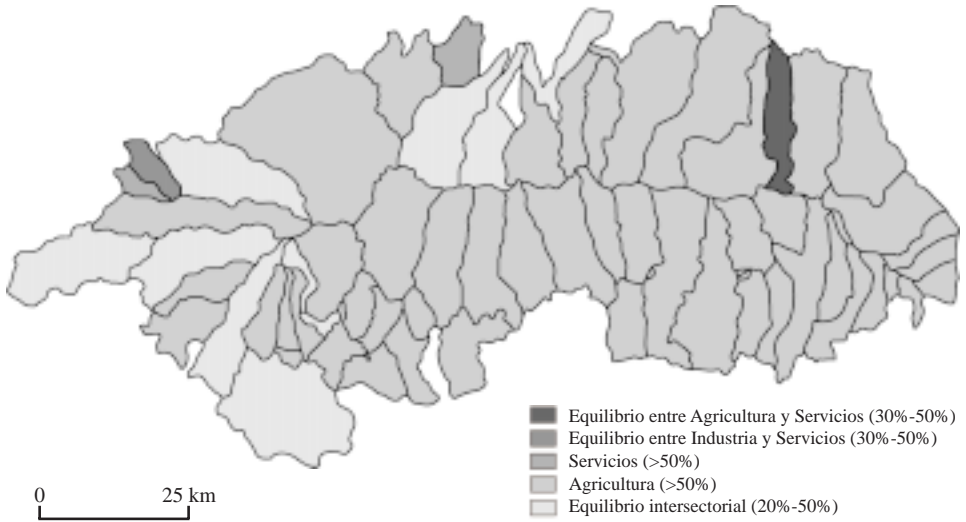 Equilibrio entre Agricultura y Servicios (30%-50%)
Equilibrio entre Industria y Servicios (30%-50%)
Servicios (>50%)
Agricultura (>50%)
Equilibrio intersectorial (20%-50%)
0 25 km